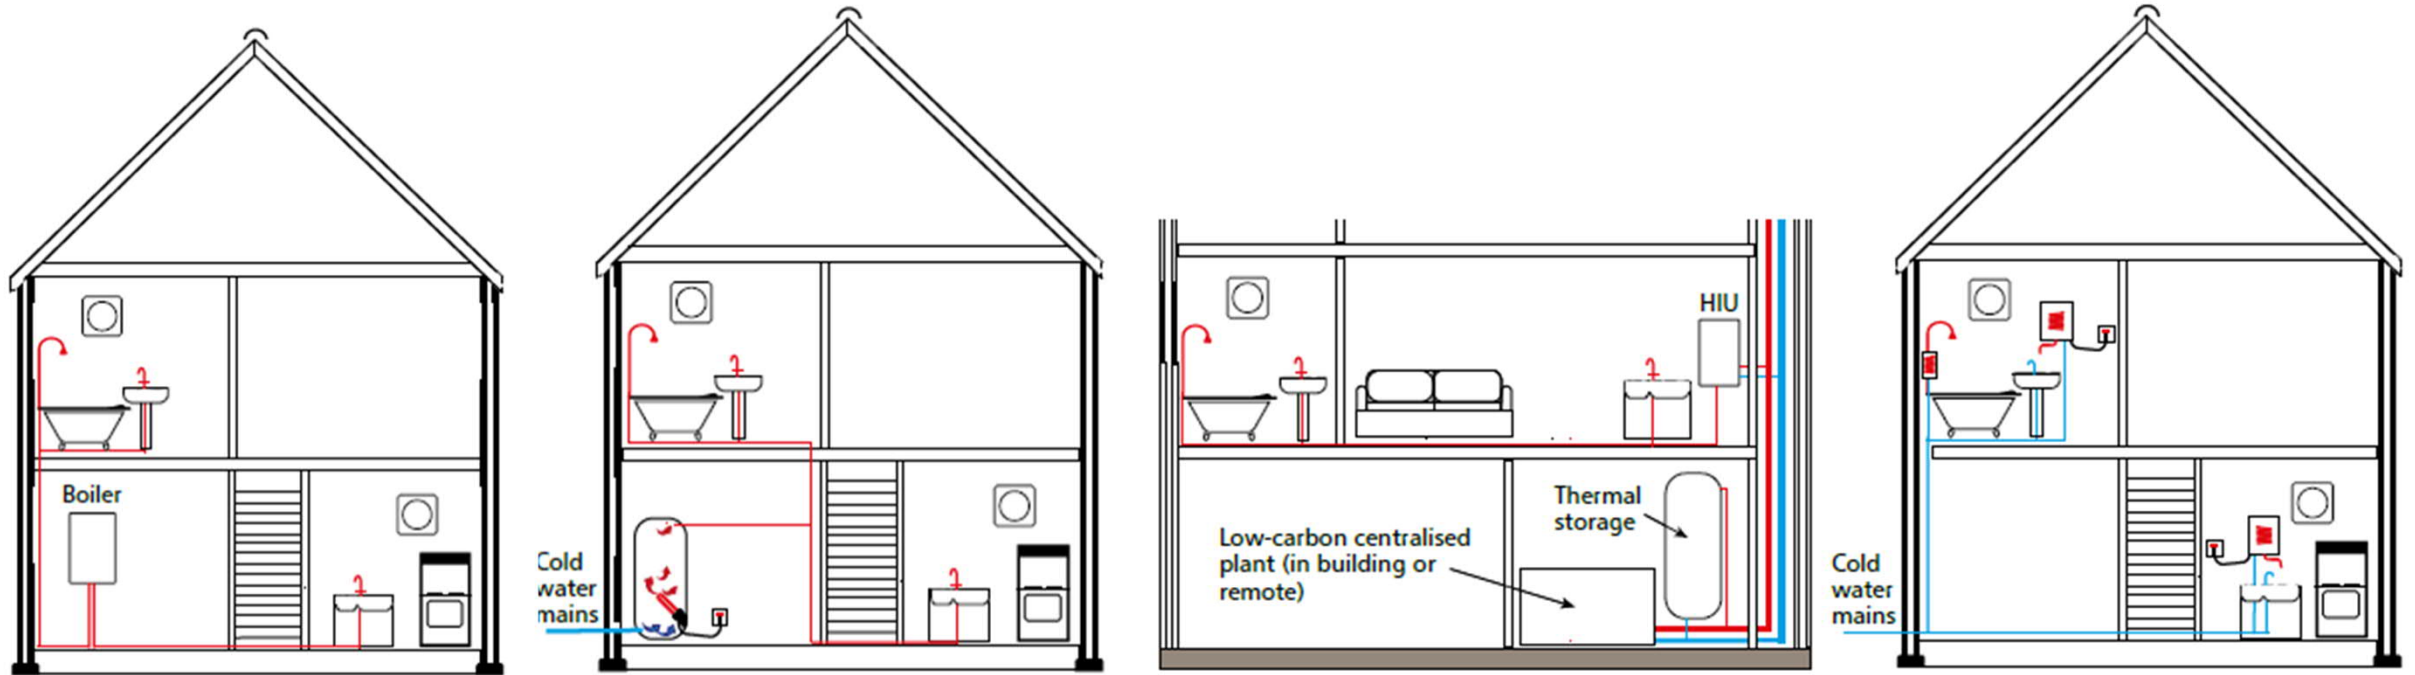 Boiler
Cold
water
mains
HIU
Thermal
storage
Low-carbon centralised
plant (in building or
remote)
Cold
water
mains